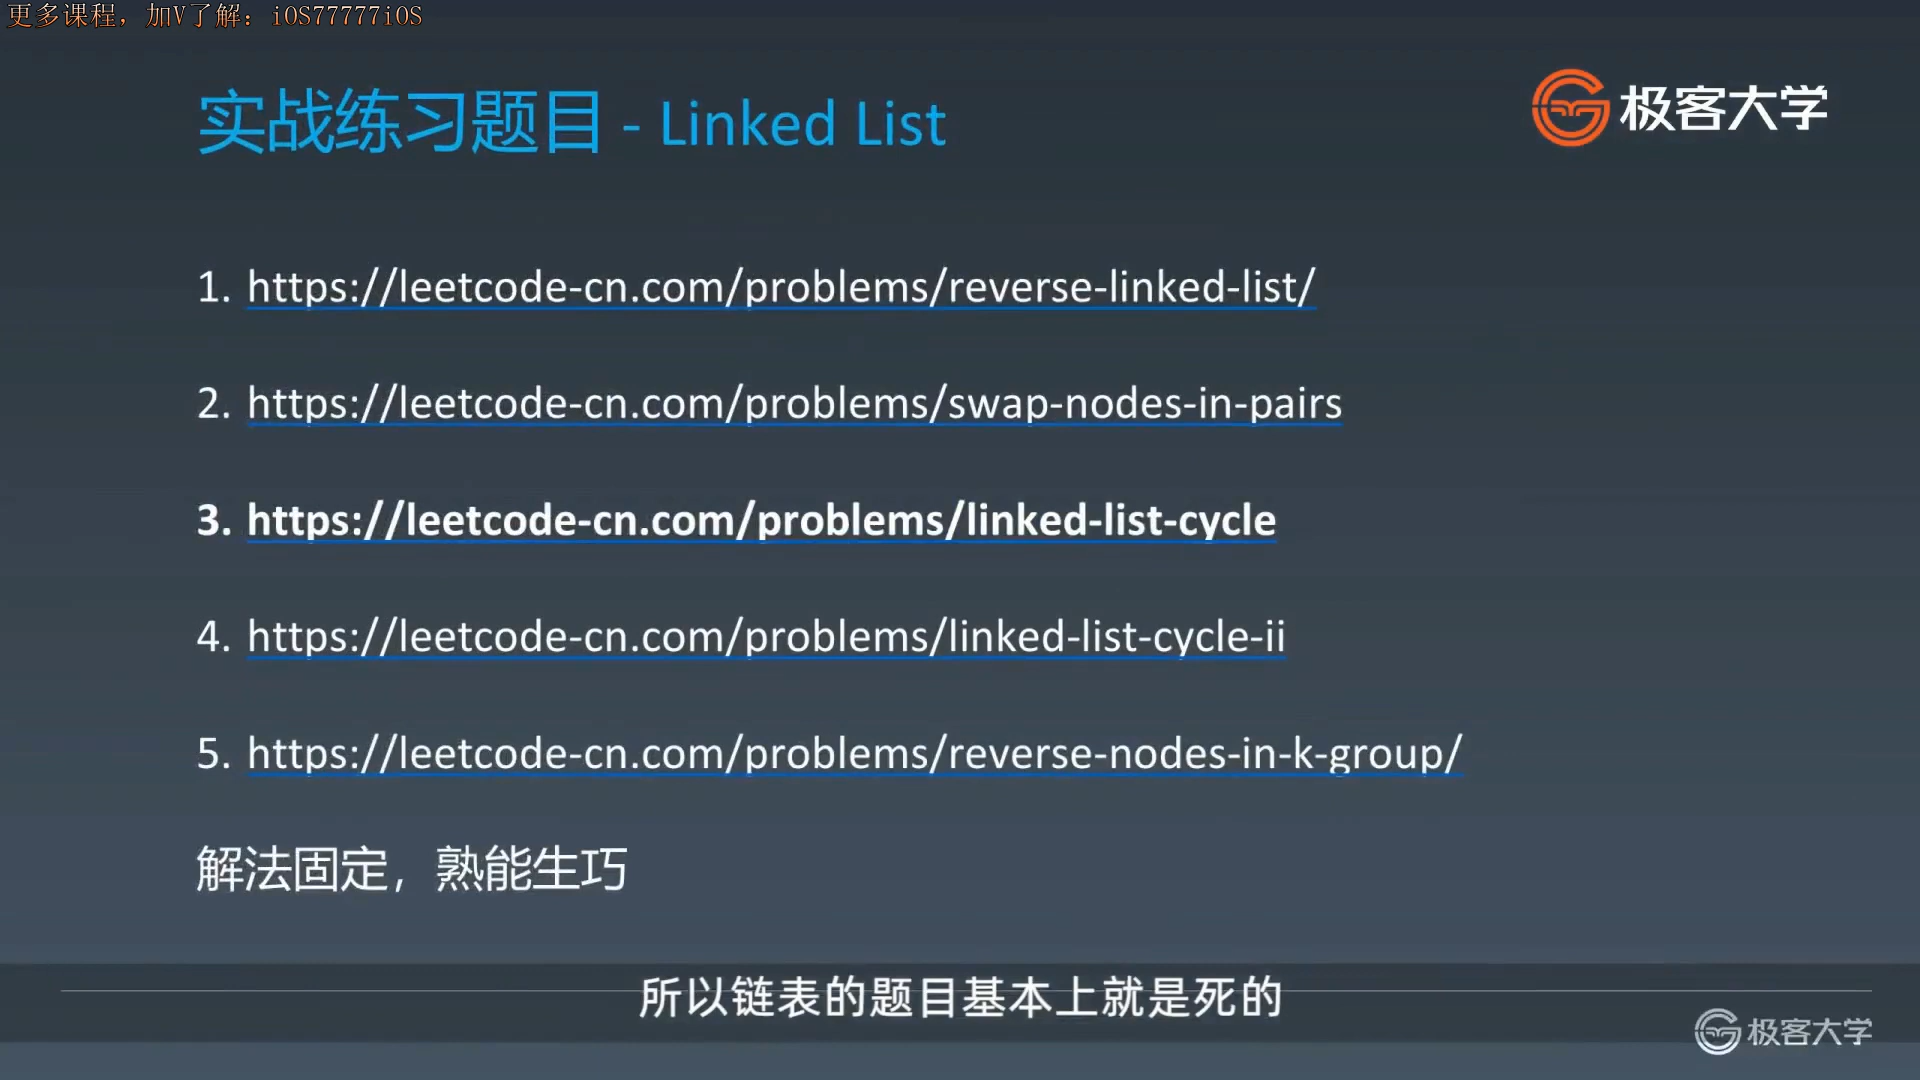 更多课程，加V了解：iOS77777iOS
实战练习题目 - Linked List
极客大学
1. https://leetcode-cn.com/problems/reverse-linked-list/
2. https://leetcode-cn.com/problems/swap-nodes-in-pairs
3. https://leetcode-cn.com/problems/linked-list-cycle
4. https://leetcode-cn.com/problems/linked-list-cycle-ii
5. https://leetcode-cn.com/problems/reverse-nodes-in-k-group/
解法固定，熟能生巧
所以链表的题目基本上就是死的
极客大学